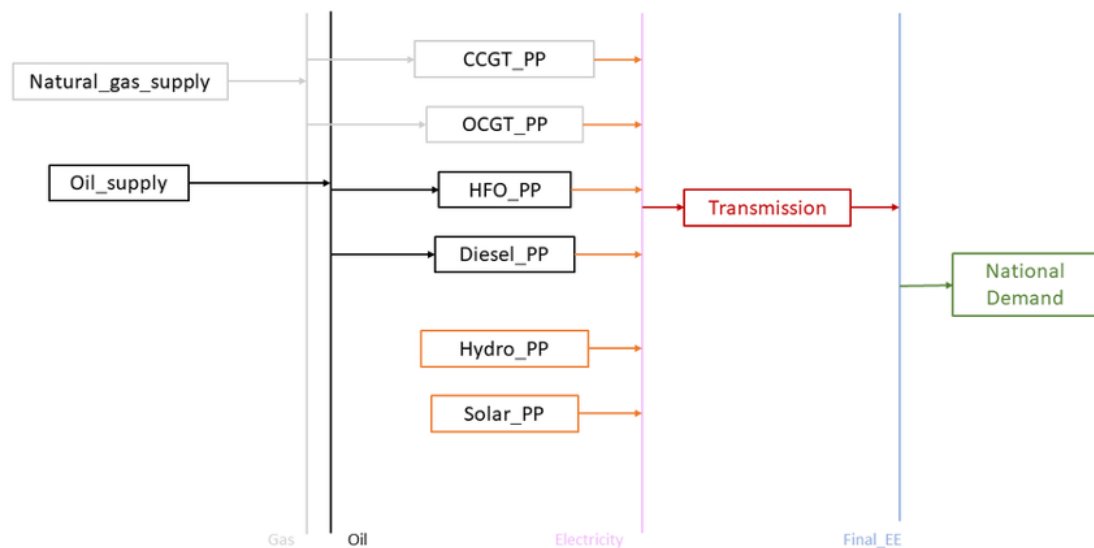 CCGT_PP
Natural_gas_supply
OCGT_PP
Oil_supply
HFO_PP
Transmission
Diesel_PP
National
Demand
Hydro_PP
Solar_PP
Gas
Oil
Electricity
Final_EE